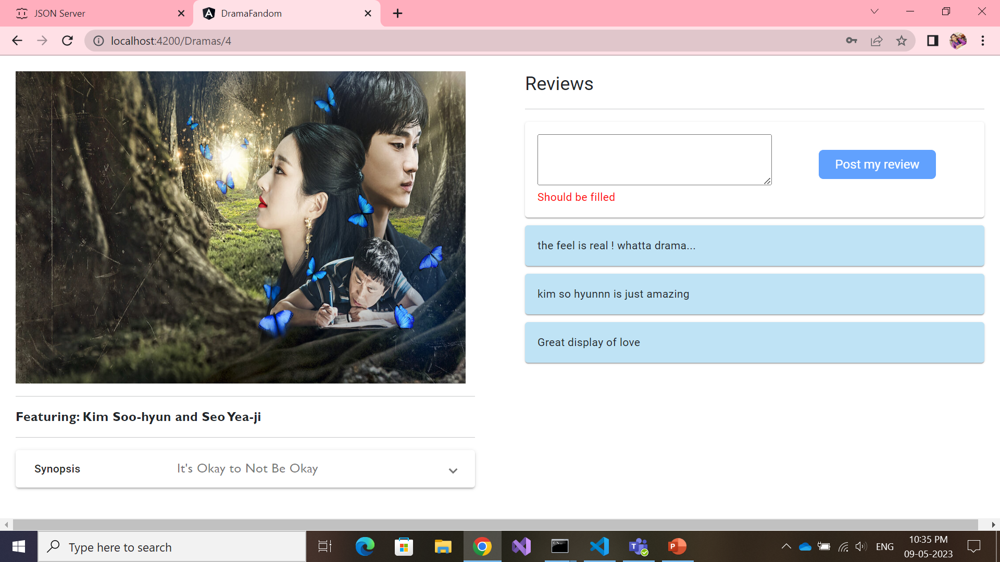 JSON Server
DramaFandom
localhost:4200/Dramas/4
Reviews
Post my review
Should be filled
the feel is real ! whatta drama...
kim so hyunnn is just amazing
Great display of love
Featuring: Kim Soo-hyun and Seo Yea-ji
Synopsis
It's Okay to Not Be Okay
Type here to search
ENG
10:35 PM
09-05-2023